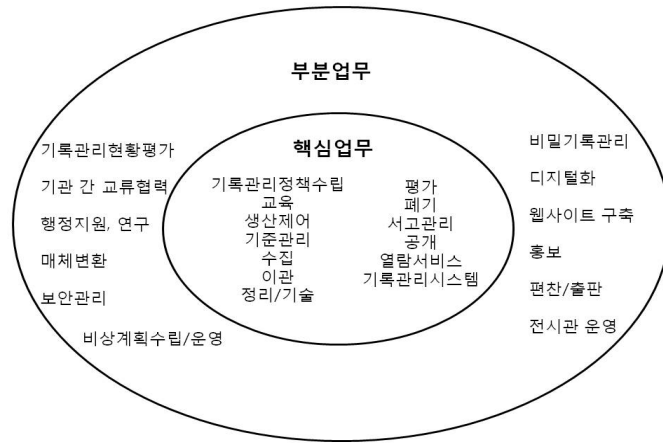 부분업무
핵심업무
기록관리현황평가
기관 간 교류협력
행정지원, 연구
매체변환
보안관리
비상계획수립/운영
기록관리정책수립
교육
생산제어
기준관리
수집
이관
정리/기술
평가
폐기
서고관리
공개
열람서비스
기록관리시스템
비밀기록관리
디지털화
웹사이트 구축
홍보
편찬/출판
전시관 운영